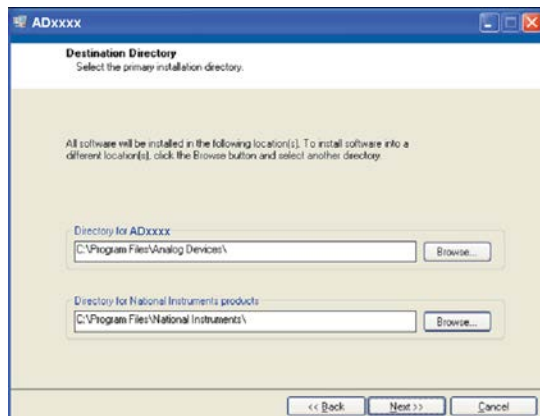 ADxxxx
Destination Directory
Select the primary installation directory.
All software will be installed in the following location(s). To install software into a
different location(s), click the Browse button and select another directory.
Directory for ADxxxx
C:\Program Files\Analog Devices\
Browse...
Directory for National Instruments products
C:\Program Files\National Instruments\
Browse...
<< Back
Next >>
Cancel